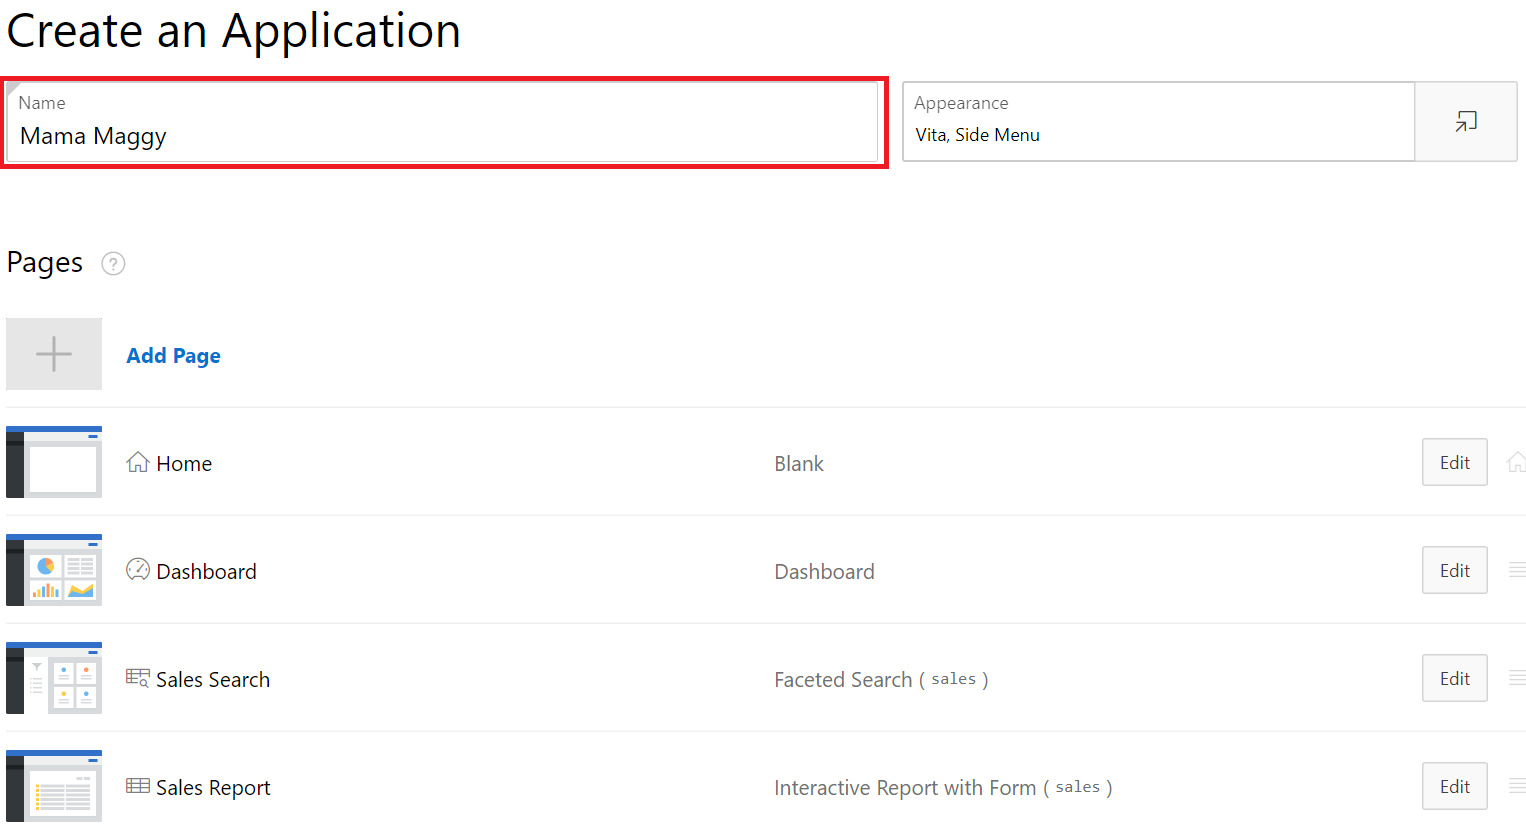 Create an Application
Name
Mama Maggy
Appearance
Vita, Side Menu
Pages ?
Add Page
Home Blank Edit
Dashboard Dashboard Edit
Sales Search Faceted Search ( sales ) Edit
Sales Report Interactive Report with Form ( sales ) Edit